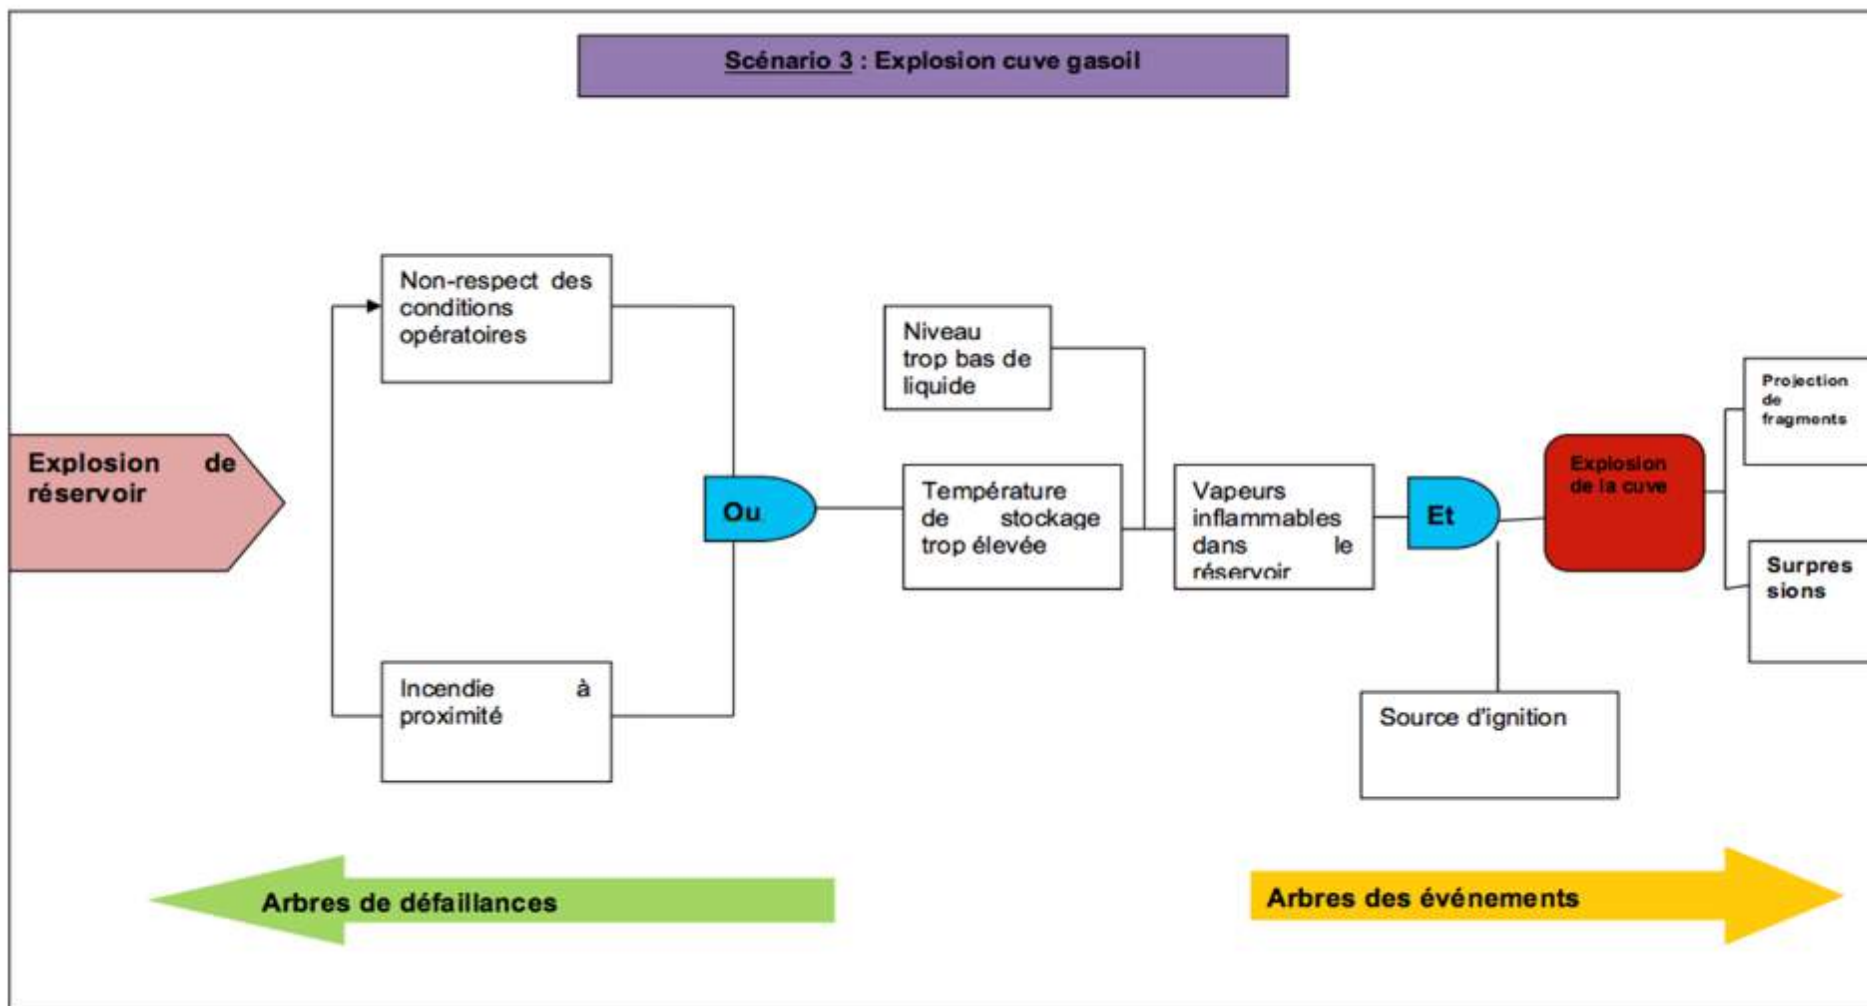 Scénario 3 : Explosion cuve gasoil
Non-respect des
conditions
opératoires
Niveau
trop bas de
liquide
Projection
de
fragments
Explosion de
réservoir
Ou
Température
de stockage
trop élevée
Vapeurs
inflammables
dans le
réservoir
Et
Explosion
de la cuve
Surpres
sions
Incendie à
proximité
Source d'ignition
Arbres de défaillances
Arbres des événements